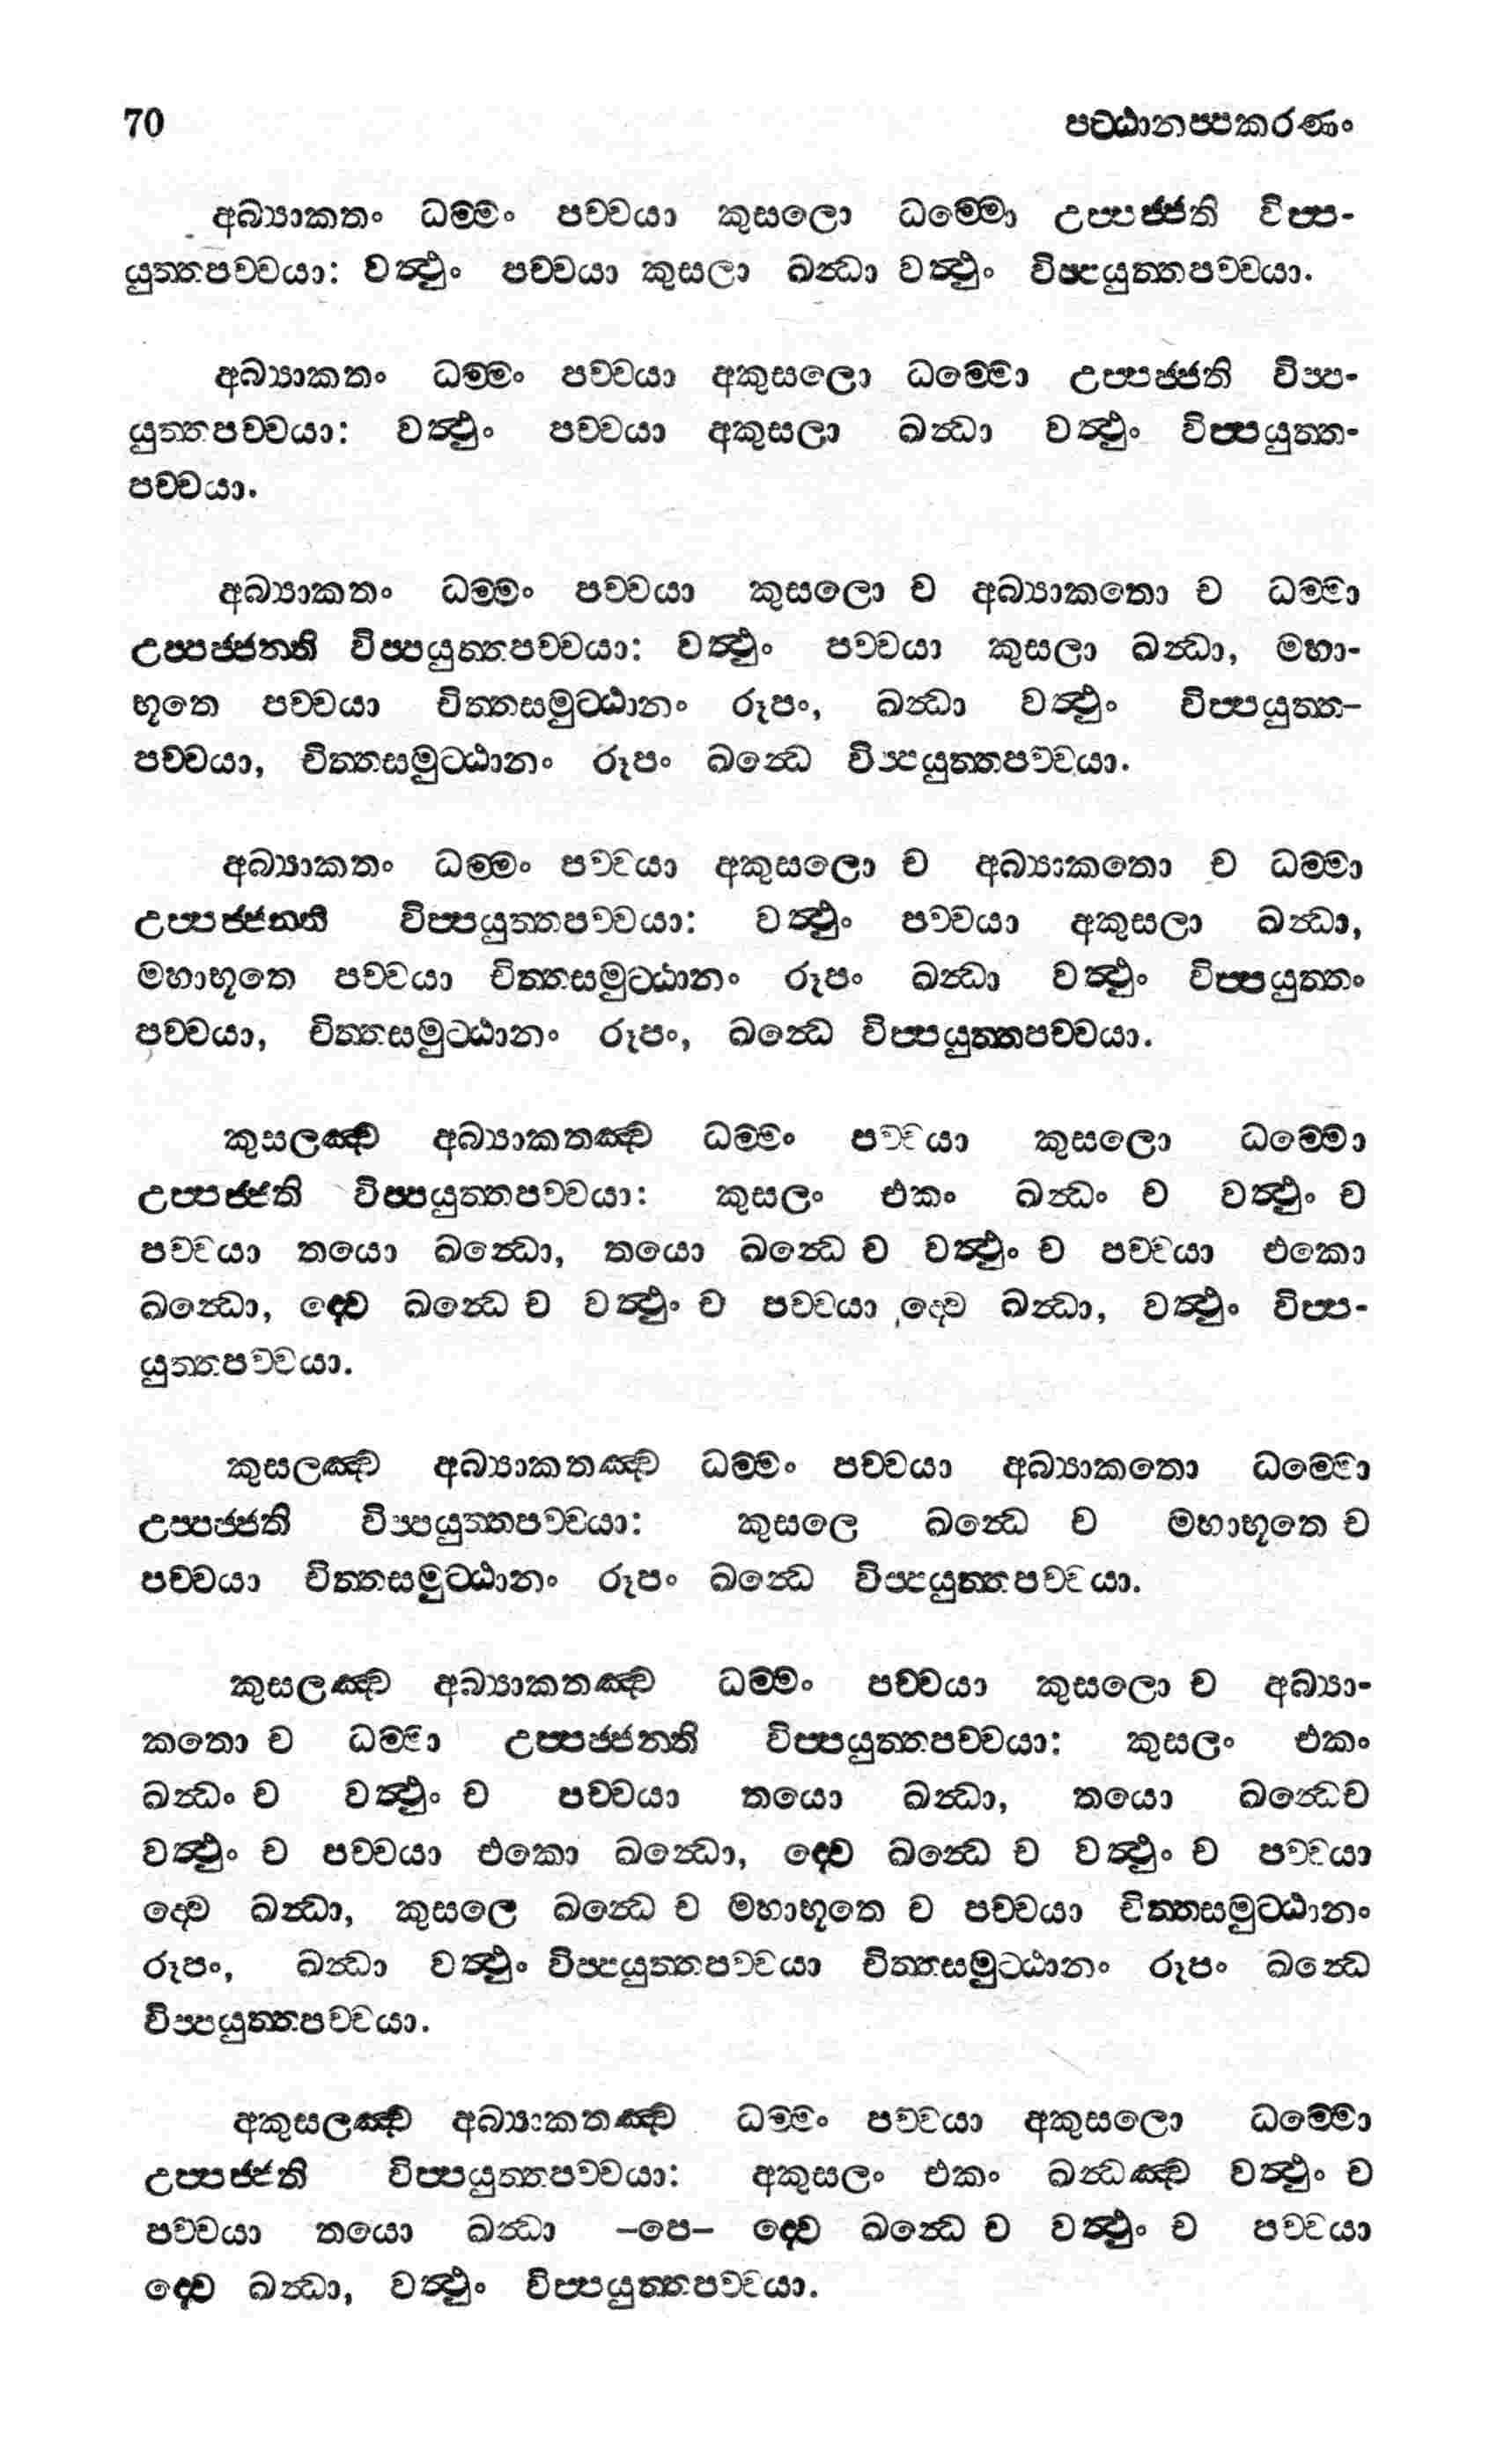 70 පට්ඨානප්පකරණං
අබ්‍යාකතං ධම්මං පච්චයා කුසලො ධම්මො උප්පජ්ජති විප්ප-
යුත්තපච්චයා: වත්ථුං පච්චයා කුසලා ඛන්ධා වත්ථුං විප්පයුත්තපච්චයා.
අබ්‍යාකතං ධම්මං පච්චයා අකුසලො ධම්මො උප්පජ්ජති විප්ප-
යුත්තපච්චයා: වත්ථුං පච්චයා අකුසලා ඛන්ධා වත්ථුං විප්පයුත්ත-
පච්චයා.
අබ්‍යාකතං ධම්මං පච්චයා කුසලො ච අබ්‍යාකතො ච ධම්මා
උප්පජ්ජන්ති විප්පයුත්තපච්චයා: වත්ථුං පච්චයා කුසලා ඛන්ධා, මහා-
භූතෙ පච්චයා චිත්තසමුට්ඨානං රූපං, ඛන්ධා වත්ථුං විප්පයුත්ත-
පච්චයා, චිත්තසමුට්ඨානං රූපං ඛන්ධෙ විප්පයුත්තපච්චයා.
අබ්‍යාකතං ධම්මං පච්චයා අකුසලො ච අබ්‍යාකතො ච ධම්මා
උප්පජ්ජන්ති විප්පයුත්තපච්චයා: වත්ථුං පච්චයා අකුසලා ඛන්ධා,
මහාභූතෙ පච්චයා චිත්තසමුට්ඨානං රූපං ඛන්ධා වත්ථුං විප්පයුත්තං
පච්චයා, චිත්තසමුට්ඨානං රූපං, ඛන්ධෙ විප්පයුත්තපච්චයා.
කුසලඤ්ච අබ්‍යාකතඤ්ච ධම්මං පච්චයා කුසලො ධම්මො
උප්පජ්ජති විප්පයුත්තපච්චයා: කුසලං එකං ඛන්ධං ච වත්ථුං ච
පච්චයා තයො ඛන්ධො, තයො ඛන්ධෙ ච වත්ථුං ච පච්චයා එකො
ඛන්ධො, ද්වෙ ඛන්ධෙ ච වත්ථුං ච පච්චයා ද්වෙ ඛන්ධා, වත්ථුං විප්ප-
යුත්තපච්චයා.
කුසලඤ්ච අබ්‍යාකතඤ්ච ධම්මං පච්චයා අබ්‍යාකතො ධම්මො
උප්පජ්ජති විප්පයුත්තපච්චයා: කුසලෙ ඛන්ධෙ ච මහාභූතෙ ච
පච්චයා චිත්තසමුට්ඨානං රූපං ඛන්ධෙ විප්පයුත්තපච්චයා.
කුසලඤ්ච අබ්‍යාකතඤ්ච ධම්මං පච්චයා කුසලො ච අබ්‍යා-
කතො ච ධම්මා උප්පජ්ජන්ති විප්පයුත්තපච්චයා: කුසලං එකං
ඛන්ධං ච වත්ථුං ච පච්චයා තයො ඛන්ධා, තයො ඛන්ධෙච
වත්ථුං ච පච්චයා එකො ඛන්ධො, ද්වෙ ඛන්ධෙ ච වත්ථුං ච පච්චයා
ද්වෙ ඛන්ධා, කුසලෙ ඛන්ධෙ ච මහාභූතෙ ච පච්චයා චිත්තසමුට්ඨානං
රූපං, ඛන්ධා වත්ථුං විප්පයුත්තපච්චයා චිත්තසමුට්ඨානං රූපං ඛන්ධෙ
විප්පයුත්තපච්චයා.
අකුසලඤ්ච අබ්‍යාකතඤ්ච ධම්මං පච්චයා අකුසලො ධම්මො
උප්පජ්ජති විප්පයුත්තපච්චයා: අකුසලං එකං ඛන්ධඤ්ච වත්ථුං ච
පච්චයා තයො ඛන්ධා –පෙ– ද්වෙ ඛන්ධෙ ච වත්ථුං ච පච්චයා
ද්වෙ ඛන්ධා, වත්ථුං විප්පයුත්තපච්චයා.